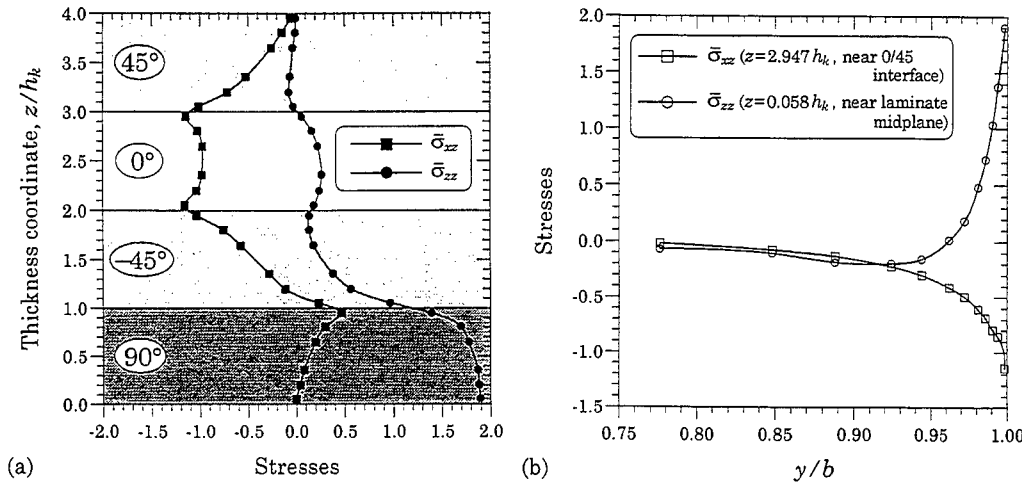 4.0
3.5
3.0
2.5
2.0
1.5
1.0
0.5
0.0
Thickness coordinate, z/hₖ
45°
0°
–45°
90°
σ̄ₓz
σ̄zz
-2.0 -1.5 -1.0 -0.5 0.0 0.5 1.0 1.5 2.0
Stresses
(a)
2.0
1.5
1.0
0.5
0.0
-0.5
-1.0
-1.5
Stresses
σ̄ₓz (z=2.947 hₖ, near 0/45
interface)
σ̄zz (z=0.058 hₖ, near laminate
midplane)
0.75 0.80 0.85 0.90 0.95 1.00
y/b
(b)